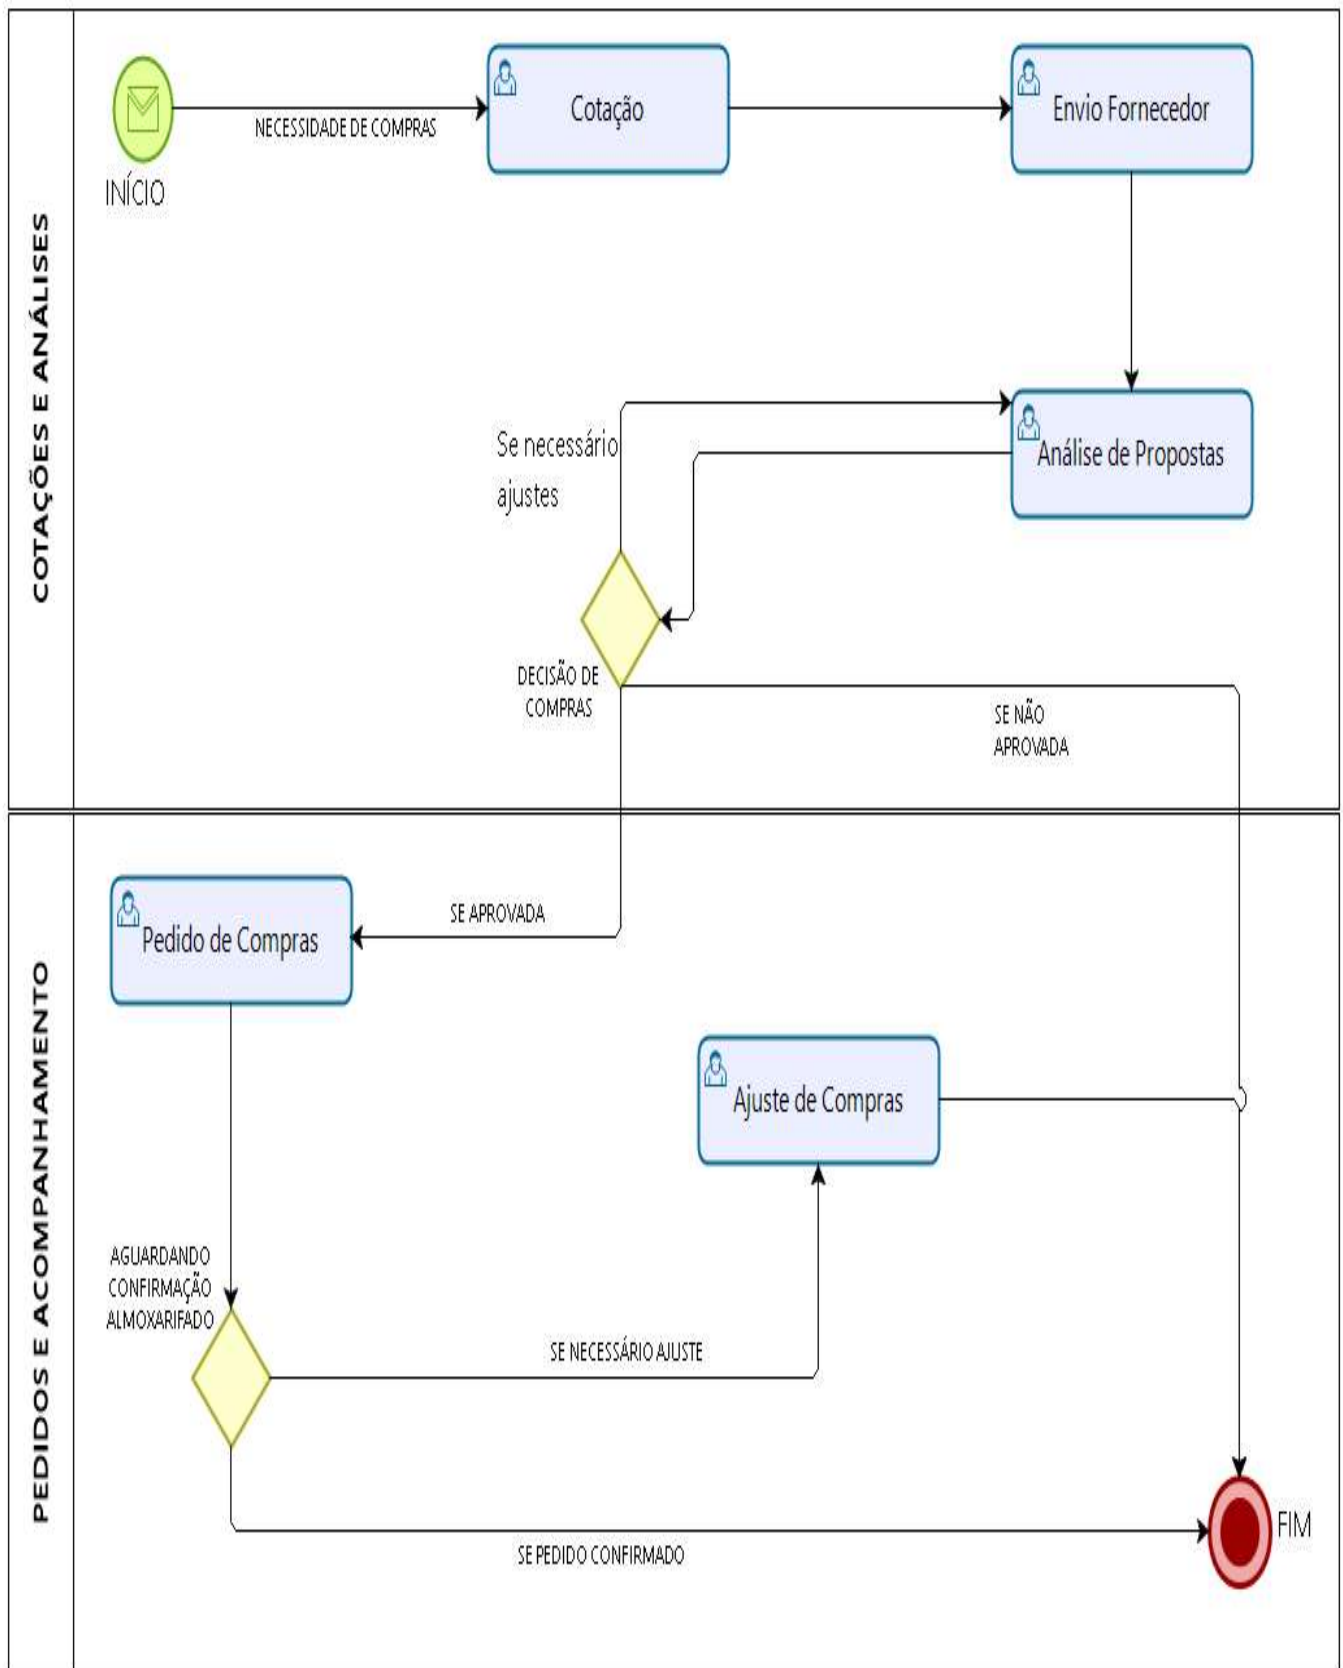 COTAÇÕES E ANÁLISES
INÍCIO
NECESSIDADE DE COMPRAS
Cotação
Envio Fornecedor
Se necessário
ajustes
Análise de Propostas
DECISÃO DE
COMPRAS
SE NÃO
APROVADA
PEDIDOS E ACOMPANHAMENTO
Pedido de Compras
SE APROVADA
Ajuste de Compras
AGUARDANDO
CONFIRMAÇÃO
ALMOXARIFADO
SE NECESSÁRIO AJUSTE
SE PEDIDO CONFIRMADO
FIM